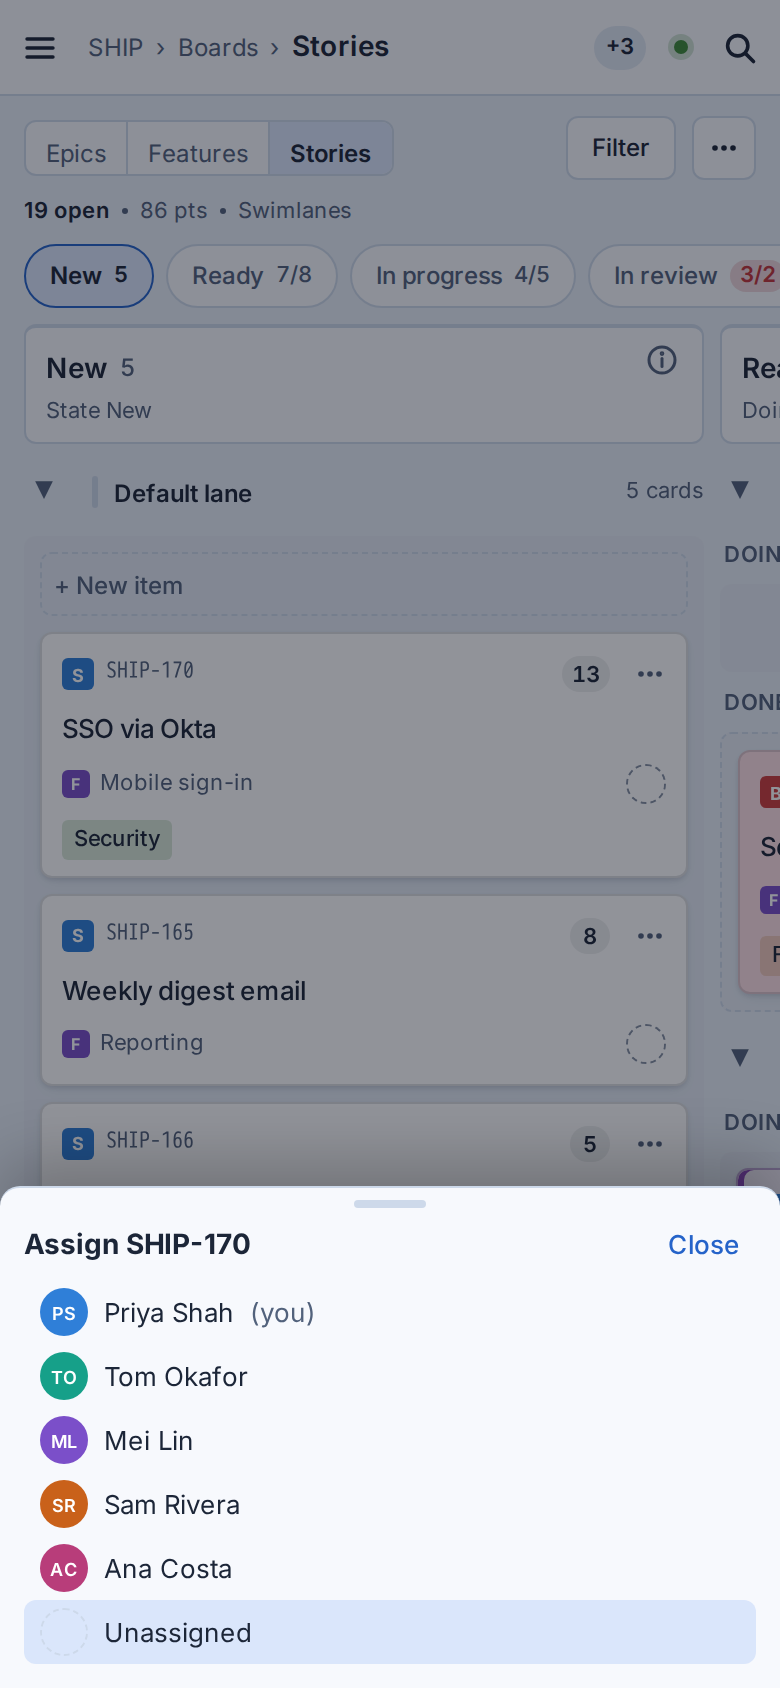 SHIP › Boards › Stories +3
Epics Features Stories Filter
19 open • 86 pts • Swimlanes
New 5 Ready 7/8 In progress 4/5 In review 3/2
New 5
State New
Default lane 5 cards
+ New item
S SHIP-170 13
SSO via Okta
F Mobile sign-in
Security
S SHIP-165 8
Weekly digest email
F Reporting
S SHIP-166 5
Assign SHIP-170 Close
PS Priya Shah (you)
TO Tom Okafor
ML Mei Lin
SR Sam Rivera
AC Ana Costa
Unassigned